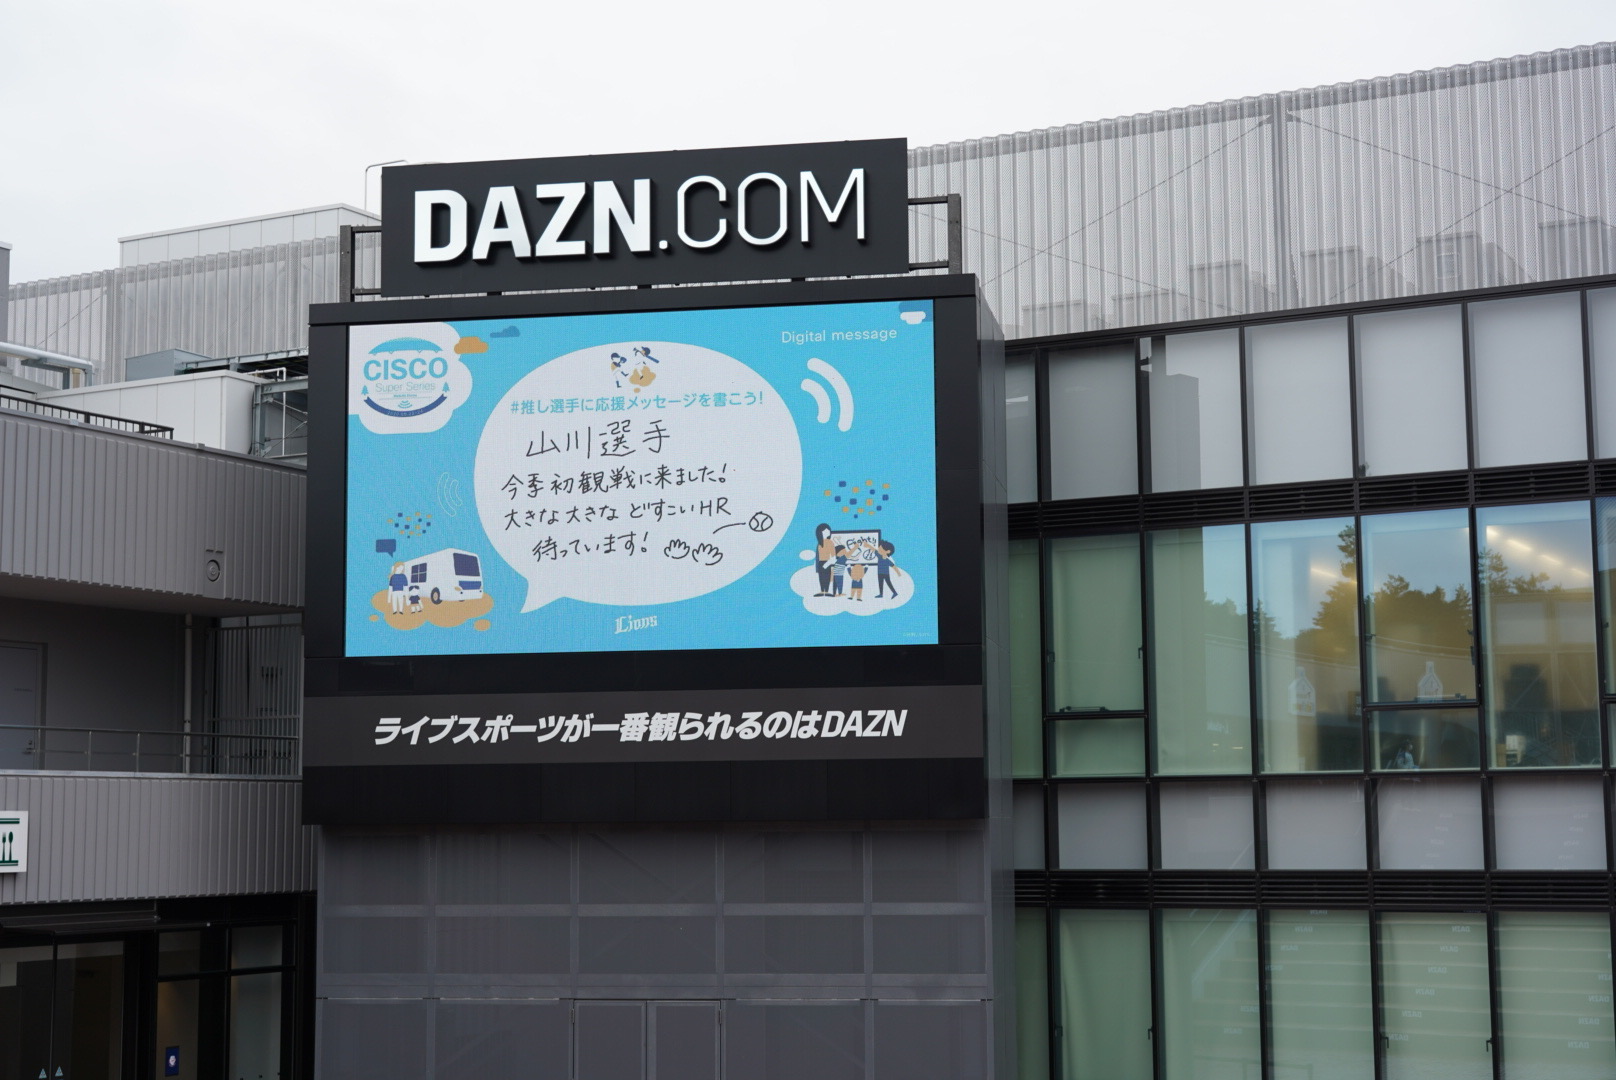 DAZN.COM
Digital message
CISCO
Super Series
#推し選手に応援メッセージを書こう!
山川選手
今季初観戦に来ました!
大きな大きな どすこいHR
待っています!
Lions
ライブスポーツが一番観られるのはDAZN